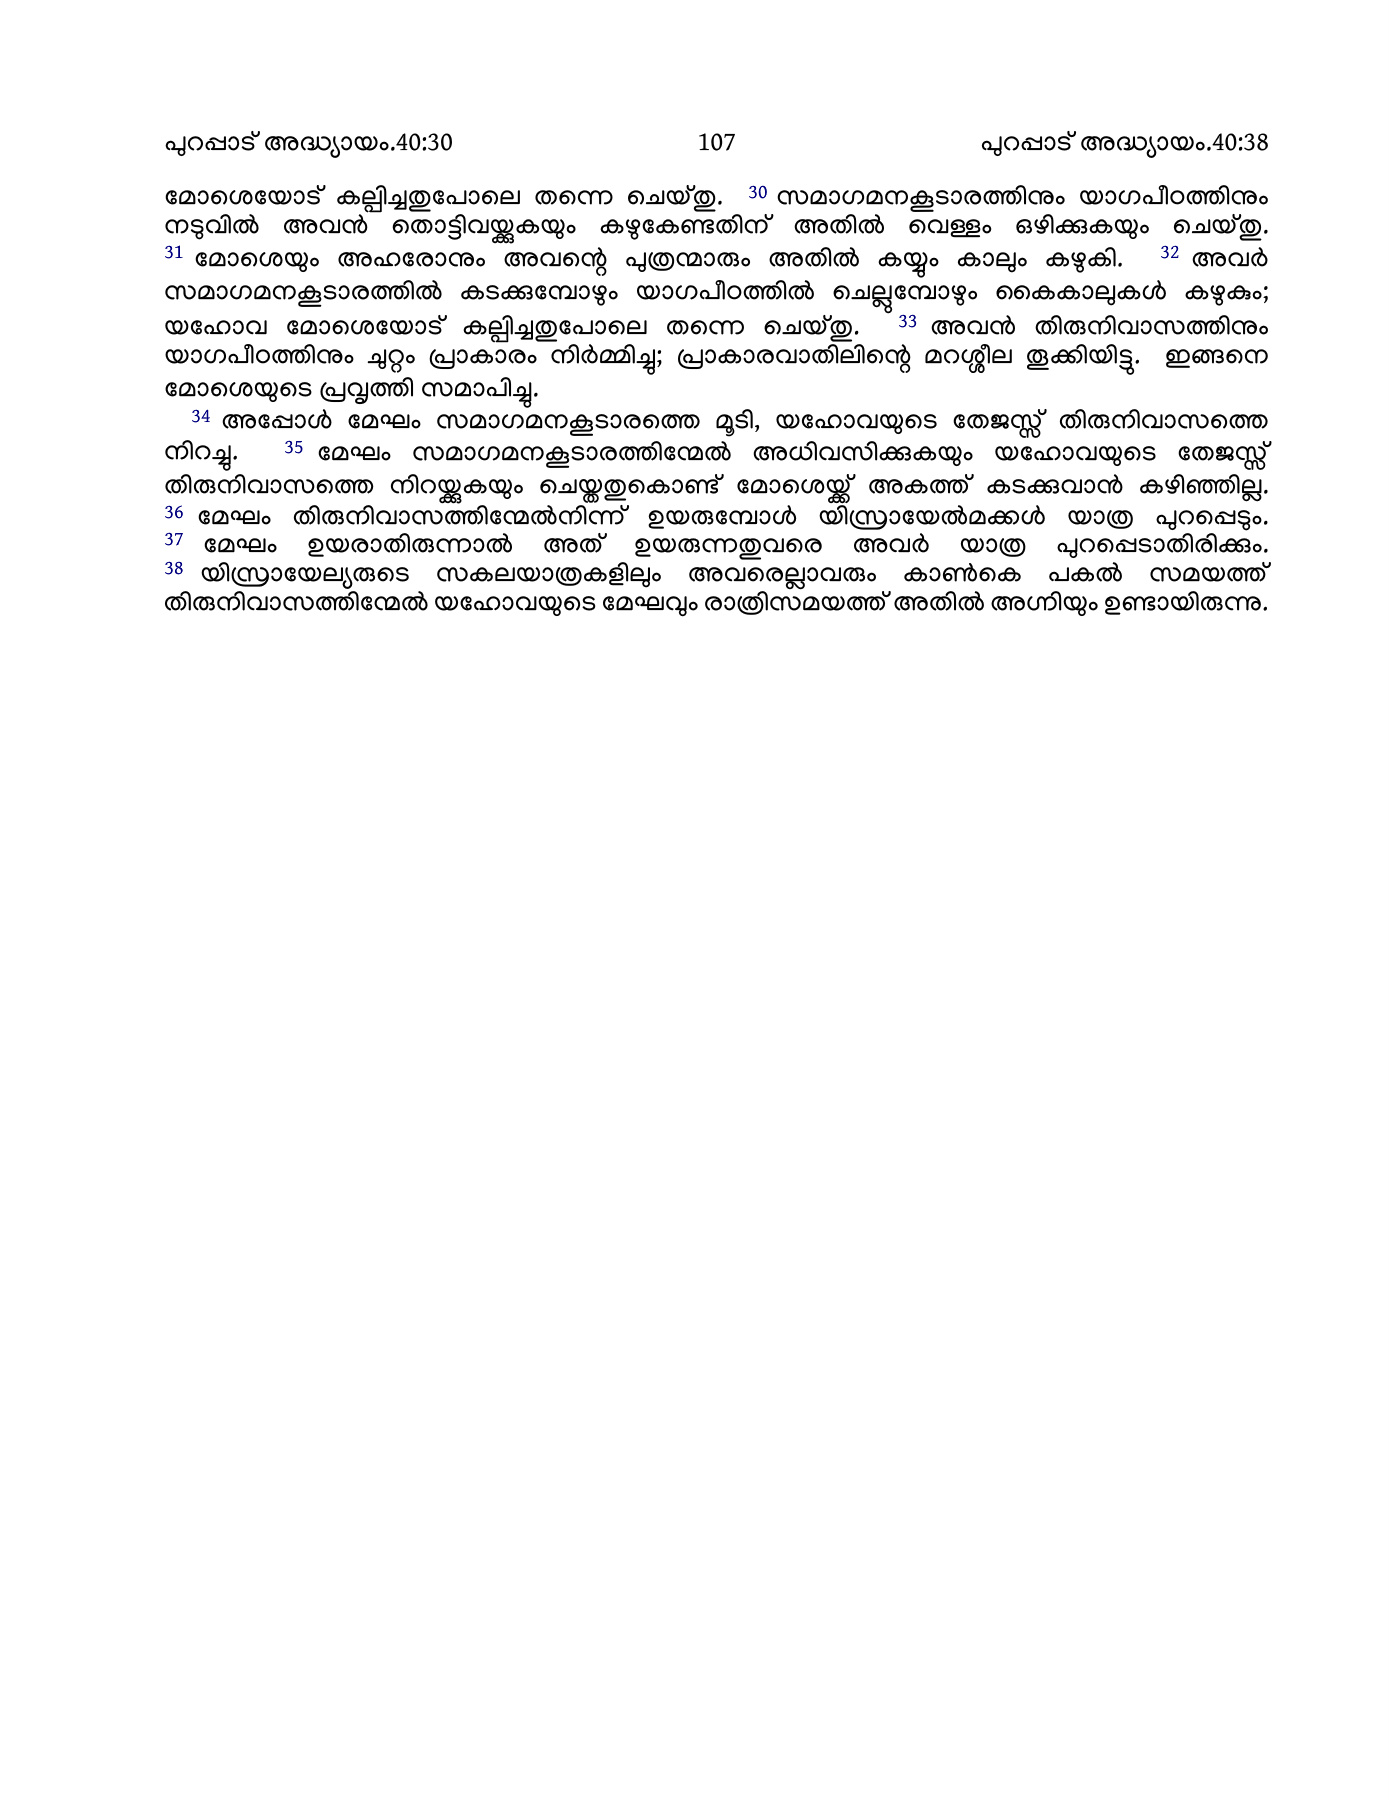 പുറപ്പാട് അദ്ധ്യായം.40:30 107 പുറപ്പാട് അദ്ധ്യായം.40:38
മോശെയോട് കല്പിച്ചതുപോലെ തന്നെ ചെയ്തു. 30 സമാഗമനകൂടാരത്തിനും യാഗപീഠത്തിനും
നടുവിൽ അവൻ തൊട്ടിവയ്ക്കുകയും കഴുകേണ്ടതിന് അതിൽ വെള്ളം ഒഴിക്കുകയും ചെയ്തു.
31 മോശെയും അഹരോനും അവന്റെ പുത്രന്മാരും അതിൽ കയ്യും കാലും കഴുകി. 32 അവർ
സമാഗമനകൂടാരത്തിൽ കടക്കുമ്പോഴും യാഗപീഠത്തിൽ ചെല്ലുമ്പോഴും കൈകാലുകൾ കഴുകും;
യഹോവ മോശെയോട് കല്പിച്ചതുപോലെ തന്നെ ചെയ്തു. 33 അവൻ തിരുനിവാസത്തിനും
യാഗപീഠത്തിനും ചുറ്റം പ്രാകാരം നിർമ്മിച്ചു; പ്രാകാരവാതിലിന്റെ മറശ്ശീല തൂക്കിയിട്ടു. ഇങ്ങനെ
മോശെയുടെ പ്രവൃത്തി സമാപിച്ചു.
34 അപ്പോൾ മേഘം സമാഗമനകൂടാരത്തെ മൂടി, യഹോവയുടെ തേജസ്സ് തിരുനിവാസത്തെ
നിറച്ചു. 35 മേഘം സമാഗമനകൂടാരത്തിന്മേൽ അധിവസിക്കുകയും യഹോവയുടെ തേജസ്സ്
തിരുനിവാസത്തെ നിറയ്ക്കുകയും ചെയ്തതുകൊണ്ട് മോശെയ്ക്ക് അകത്ത് കടക്കുവാൻ കഴിഞ്ഞില്ല.
36 മേഘം തിരുനിവാസത്തിന്മേൽനിന്ന് ഉയരുമ്പോൾ യിസ്രായേൽമക്കൾ യാത്ര പുറപ്പെടും.
37 മേഘം ഉയരാതിരുന്നാൽ അത് ഉയരുന്നതുവരെ അവർ യാത്ര പുറപ്പെടാതിരിക്കും.
38 യിസ്രായേല്യരുടെ സകലയാത്രകളിലും അവരെല്ലാവരും കാൺകെ പകൽ സമയത്ത്
തിരുനിവാസത്തിന്മേൽ യഹോവയുടെ മേഘവും രാത്രിസമയത്ത് അതിൽ അഗ്നിയും ഉണ്ടായിരുന്നു.